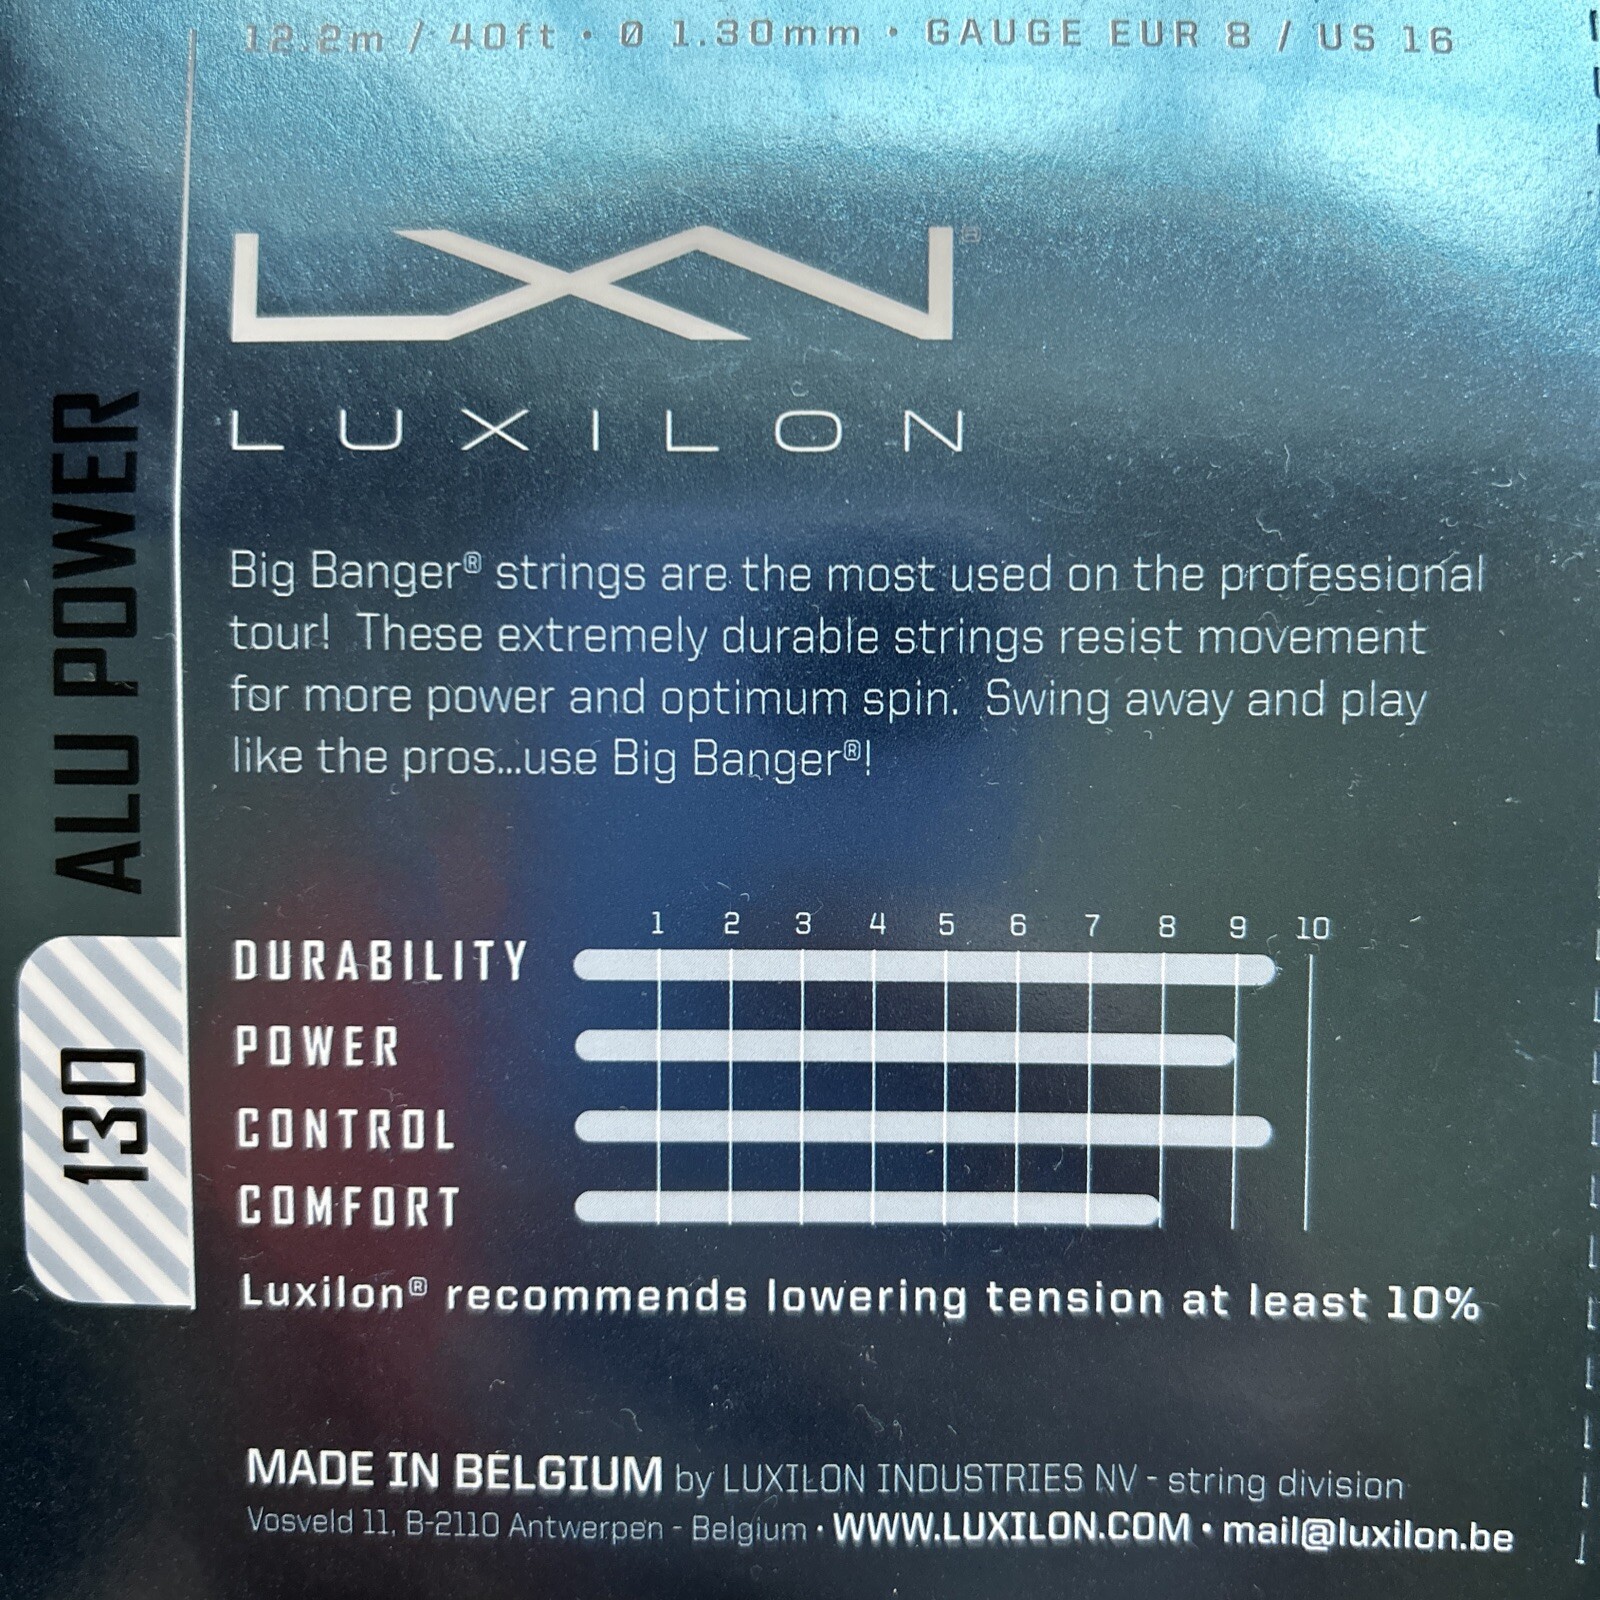 12.2m / 40ft • Ø 1.30mm • GAUGE EUR 8 / US 16
LXN®
LUXILON
ALU POWER
130
Big Banger® strings are the most used on the professional
tour! These extremely durable strings resist movement
for more power and optimum spin. Swing away and play
like the pros...use Big Banger®!
1 2 3 4 5 6 7 8 9 10
DURABILITY
POWER
CONTROL
COMFORT
Luxilon® recommends lowering tension at least 10%
MADE IN BELGIUM by LUXILON INDUSTRIES NV - string division
Vosveld 11, B-2110 Antwerpen - Belgium • WWW.LUXILON.COM • mail@luxilon.be